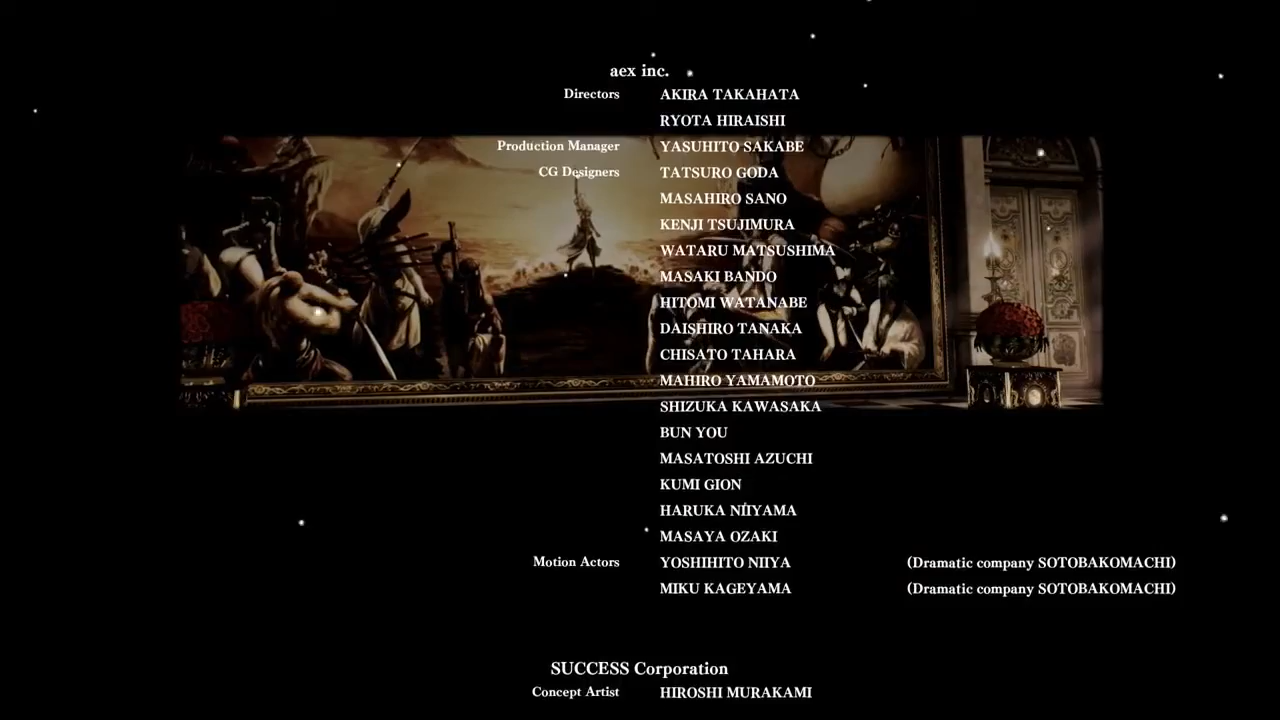 aex inc.
Directors AKIRA TAKAHATA
RYOTA HIRAISHI
Production Manager YASUHITO SAKABE
CG Designers TATSURO GODA
MASAHIRO SANO
KENJI TSUJIMURA
WATARU MATSUSHIMA
MASAKI BANDO
HITOMI WATANABE
DAISHIRO TANAKA
CHISATO TAHARA
MAHIRO YAMAMOTO
SHIZUKA KAWASAKA
BUN YOU
MASATOSHI AZUCHI
KUMI GION
HARUKA NIIYAMA
MASAYA OZAKI
Motion Actors YOSHIHITO NIIYA (Dramatic company SOTOBAKOMACHI)
MIKU KAGEYAMA (Dramatic company SOTOBAKOMACHI)
SUCCESS Corporation
Concept Artist HIROSHI MURAKAMI